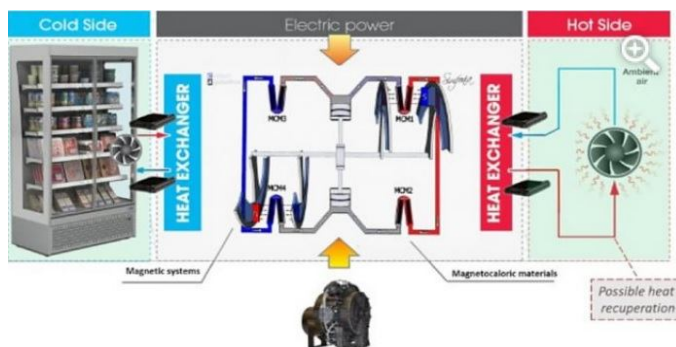 Cold Side
Electric power
Hot Side
Ambient
air
HEAT EXCHANGER
HEAT EXCHANGER
MCM3
MCM1
MCM4
MCM2
Magnetic systems
Magnetocaloric materials
Possible heat
recuperation